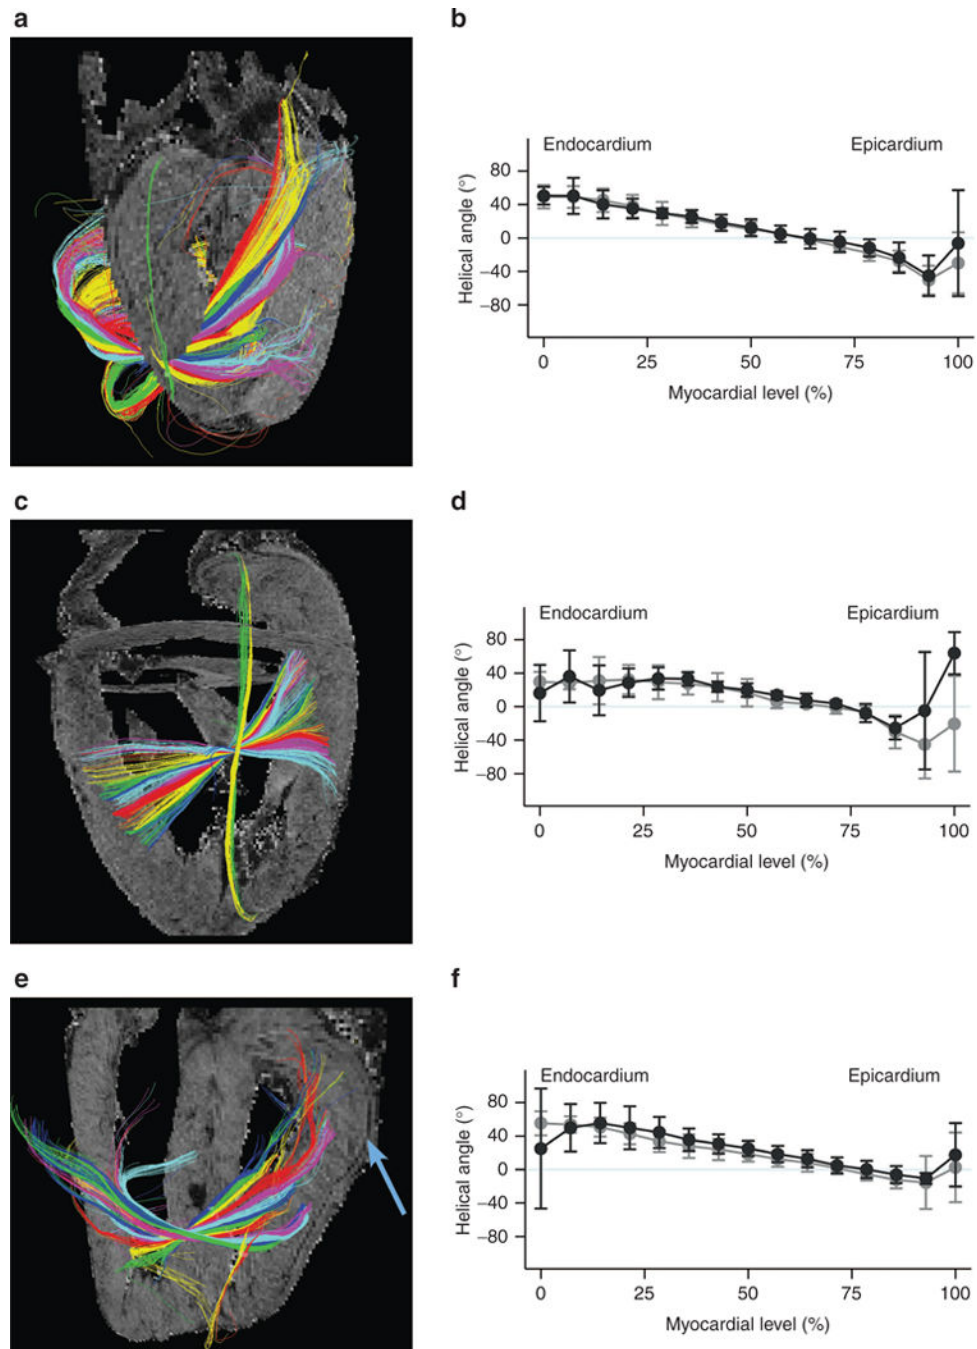 a
b
Endocardium Epicardium
Helical angle (°)
80
40
0
−40
−80
0 25 50 75 100
Myocardial level (%)
c
d
Endocardium Epicardium
Helical angle (°)
80
40
0
−40
−80
0 25 50 75 100
Myocardial level (%)
e
f
Endocardium Epicardium
Helical angle (°)
80
40
0
−40
−80
0 25 50 75 100
Myocardial level (%)